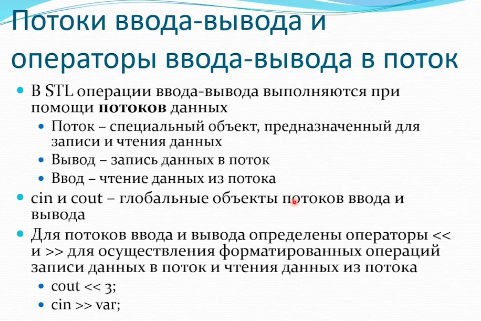 Потоки ввода-вывода и
операторы ввода-вывода в поток
В STL операции ввода-вывода выполняются при
помощи потоков данных
Поток – специальный объект, предназначенный для
записи и чтения данных
Вывод – запись данных в поток
Ввод – чтение данных из потока
cin и cout – глобальные объекты потоков ввода и
вывода
Для потоков ввода и вывода определены операторы <<
и >> для осуществления форматированных операций
записи данных в поток и чтения данных из потока
cout << 3;
cin >> var;